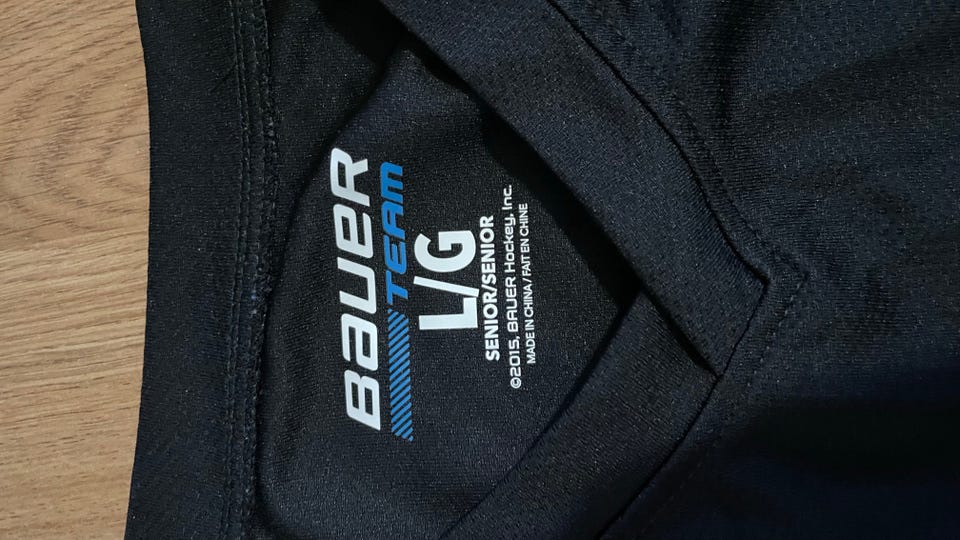 BAUER
TEAM
L/G
SENIOR/SENIOR
©2015, BAUER Hockey, Inc.
MADE IN CHINA / FAIT EN CHINE